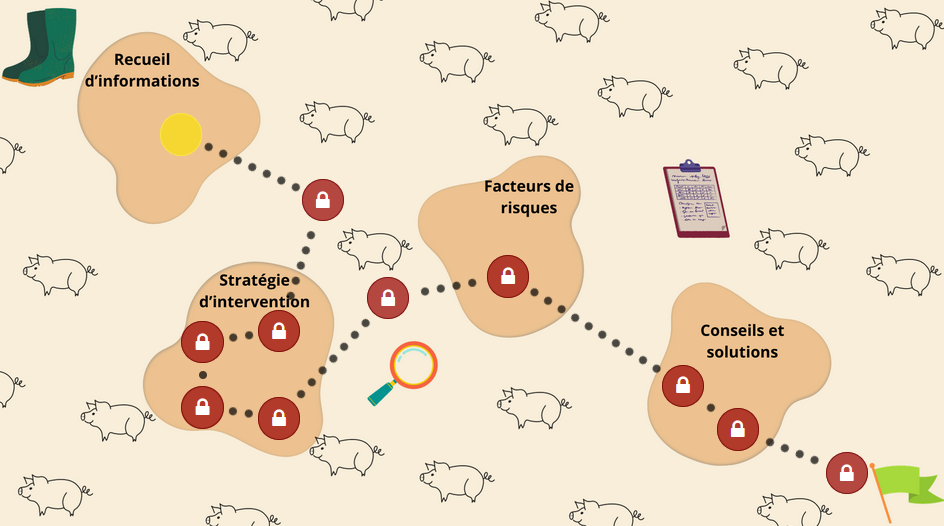 Recueil
d'informations
Facteurs de
risques
Stratégie
d'intervention
Conseils et
solutions